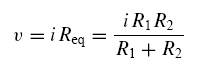 v = i R_eq = \frac{i R_1 R_2}{R_1 + R_2}